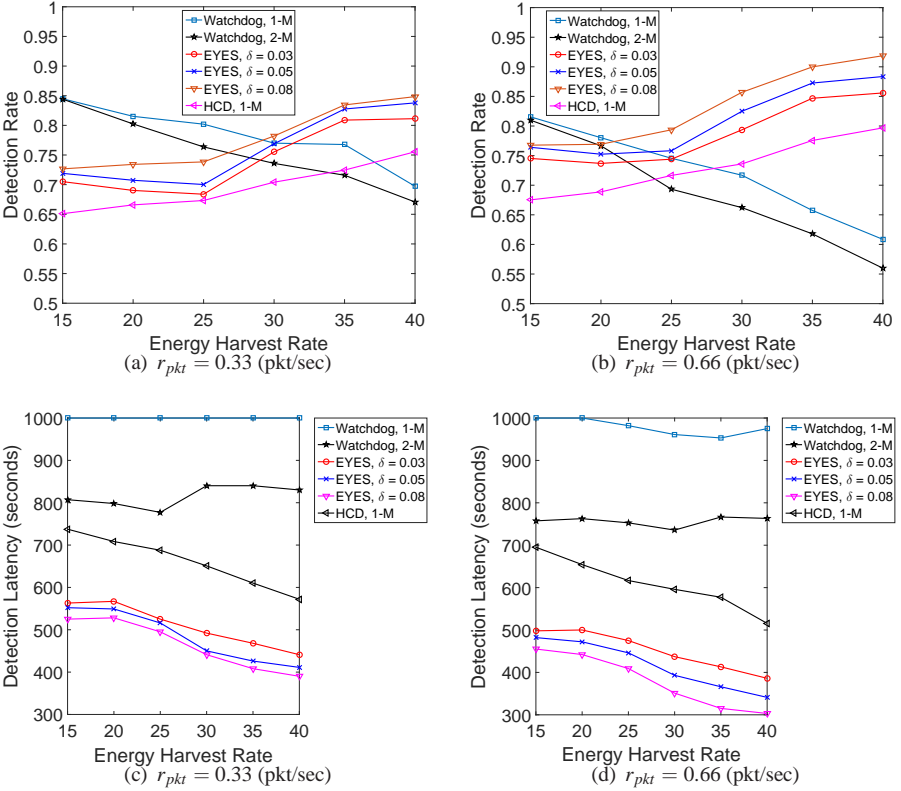 Watchdog, 1-M
Watchdog, 2-M
EYES, δ = 0.03
EYES, δ = 0.05
EYES, δ = 0.08
HCD, 1-M
1
0.95
0.9
0.85
0.8
0.75
0.7
0.65
0.6
0.55
0.5
Detection Rate
15 20 25 30 35 40
Energy Harvest Rate
(a) r_pkt = 0.33 (pkt/sec)
Watchdog, 1-M
Watchdog, 2-M
EYES, δ = 0.03
EYES, δ = 0.05
EYES, δ = 0.08
HCD, 1-M
1
0.95
0.9
0.85
0.8
0.75
0.7
0.65
0.6
0.55
0.5
Detection Rate
15 20 25 30 35 40
Energy Harvest Rate
(b) r_pkt = 0.66 (pkt/sec)
1000
900
800
700
600
500
400
300
Detection Latency (seconds)
15 20 25 30 35 40
Energy Harvest Rate
Watchdog, 1-M
Watchdog, 2-M
EYES, δ = 0.03
EYES, δ = 0.05
EYES, δ = 0.08
HCD, 1-M
(c) r_pkt = 0.33 (pkt/sec)
1000
900
800
700
600
500
400
300
Detection Latency (seconds)
15 20 25 30 35 40
Energy Harvest Rate
Watchdog, 1-M
Watchdog, 2-M
EYES, δ = 0.03
EYES, δ = 0.05
EYES, δ = 0.08
HCD, 1-M
(d) r_pkt = 0.66 (pkt/sec)